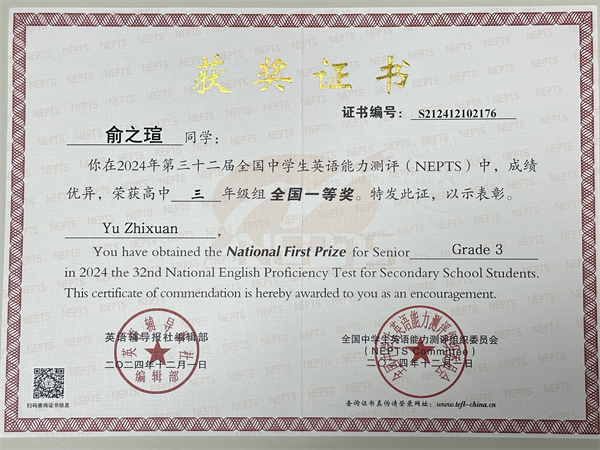 获奖证书
证书编号： S212412102176
俞之瑄 同学：
你在2024年第三十二届全国中学生英语能力测评（NEPTS）中，成绩
优异，荣获高中 三 年级组 全国一等奖。特发此证，以示表彰。
Yu Zhixuan ,
You have obtained the National First Prize for Senior Grade 3
in 2024 the 32nd National English Proficiency Test for Secondary School Students.
This certificate of commendation is hereby awarded to you as an encouragement.
英语辅导报社编辑部
二〇二四年十二月一日
英语辅导报社
编辑部
全国中学生英语能力测评组织委员会
（NEPTS Committee）
二〇二四年十二月一日
扫码查询证书信息
查询证书真伪请登录网址：www.tefl-china.cn